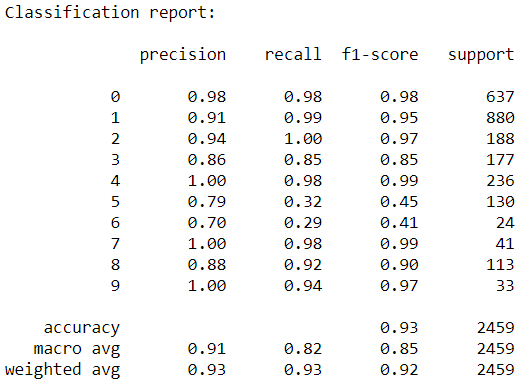 Classification report:
precision recall f1-score support
0 0.98 0.98 0.98 637
1 0.91 0.99 0.95 880
2 0.94 1.00 0.97 188
3 0.86 0.85 0.85 177
4 1.00 0.98 0.99 236
5 0.79 0.32 0.45 130
6 0.70 0.29 0.41 24
7 1.00 0.98 0.99 41
8 0.88 0.92 0.90 113
9 1.00 0.94 0.97 33
accuracy 0.93 2459
macro avg 0.91 0.82 0.85 2459
weighted avg 0.93 0.93 0.92 2459